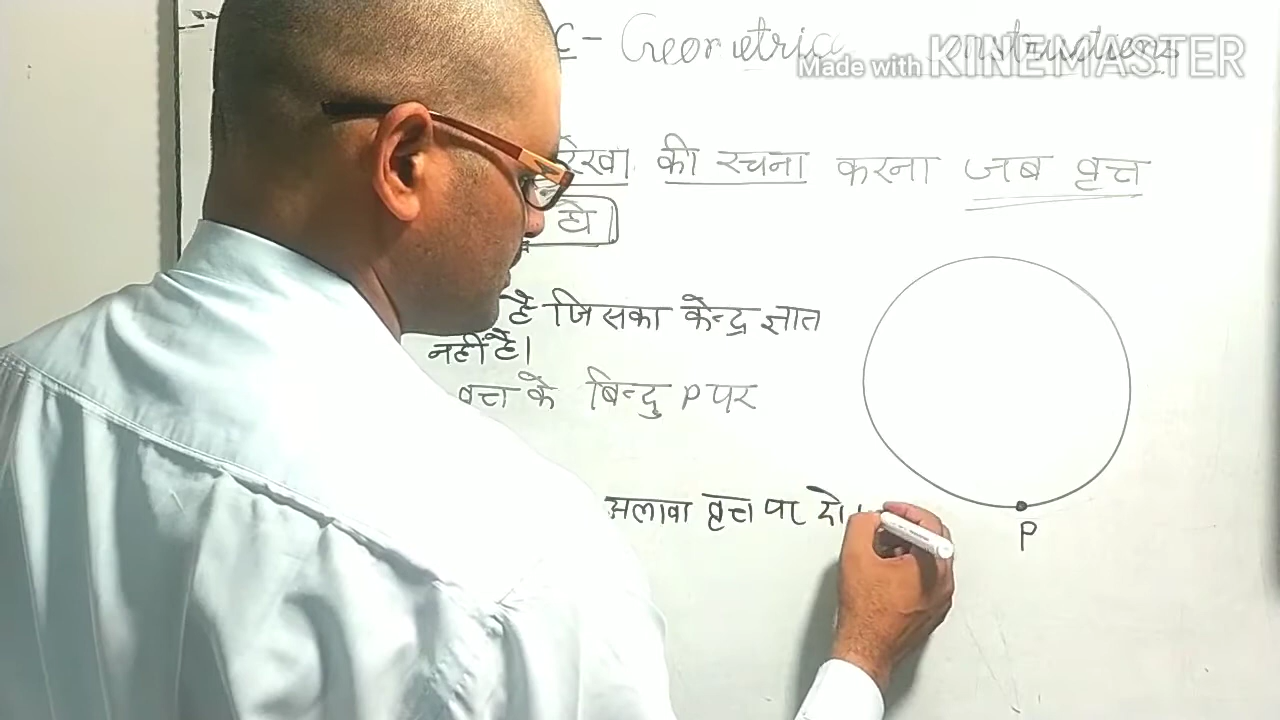 Geometric Constructions
Made with KINEMASTER
रेखा की रचना करना जब वृत्त
हो
है जिसका केन्द्र ज्ञात
नहीं है।
वृत्त के बिन्दु P पर
अलावा वृत्त पर दो
P